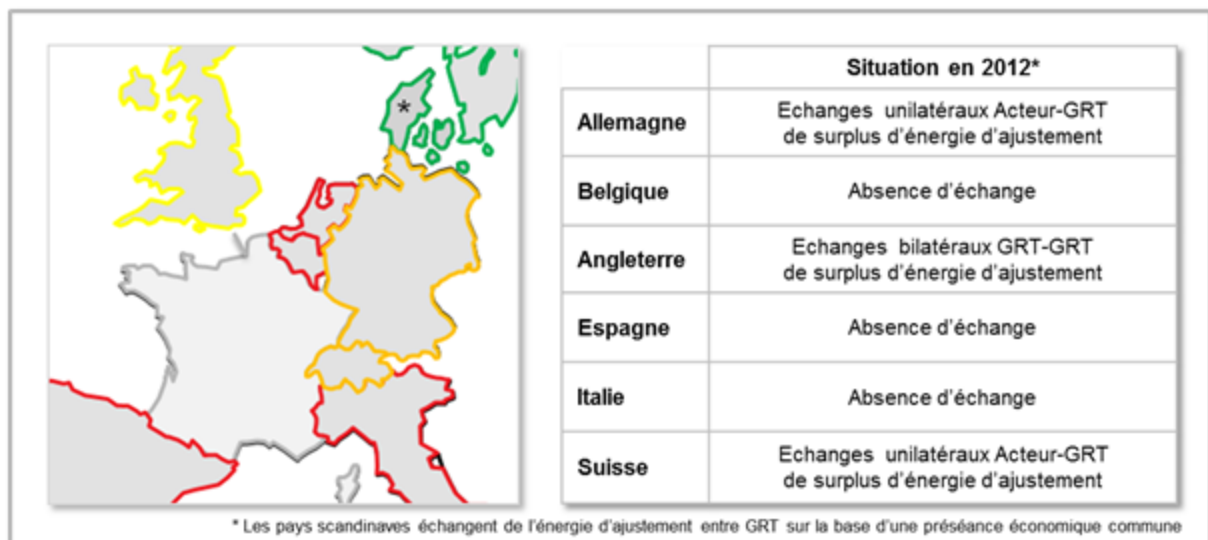 *
Situation en 2012*
Allemagne
Echanges unilatéraux Acteur-GRT
de surplus d'énergie d'ajustement
Belgique
Absence d'échange
Angleterre
Echanges bilatéraux GRT-GRT
de surplus d'énergie d'ajustement
Espagne
Absence d'échange
Italie
Absence d'échange
Suisse
Echanges unilatéraux Acteur-GRT
de surplus d'énergie d'ajustement
* Les pays scandinaves échangent de l'énergie d'ajustement entre GRT sur la base d'une préséance économique commune